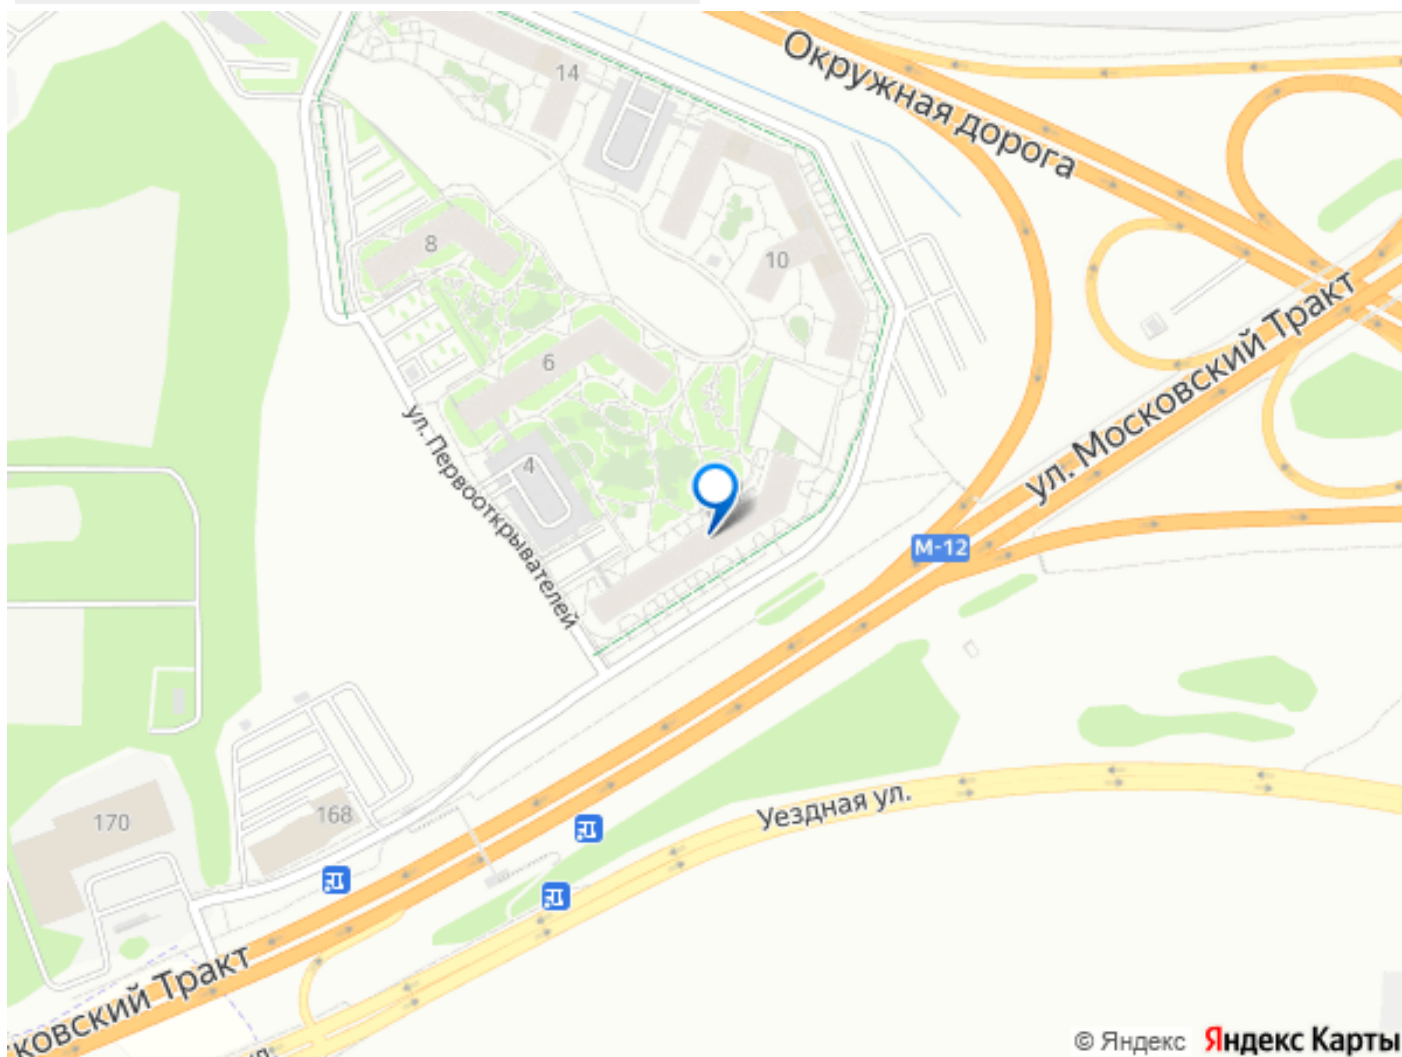 14
Окружная дорога
8
10
6
ул. Московский Тракт
ул. Первооткрывателей
4
М-12
168
170
Уездная ул.
ковский Тракт
ул.
© Яндекс Яндекс Карты